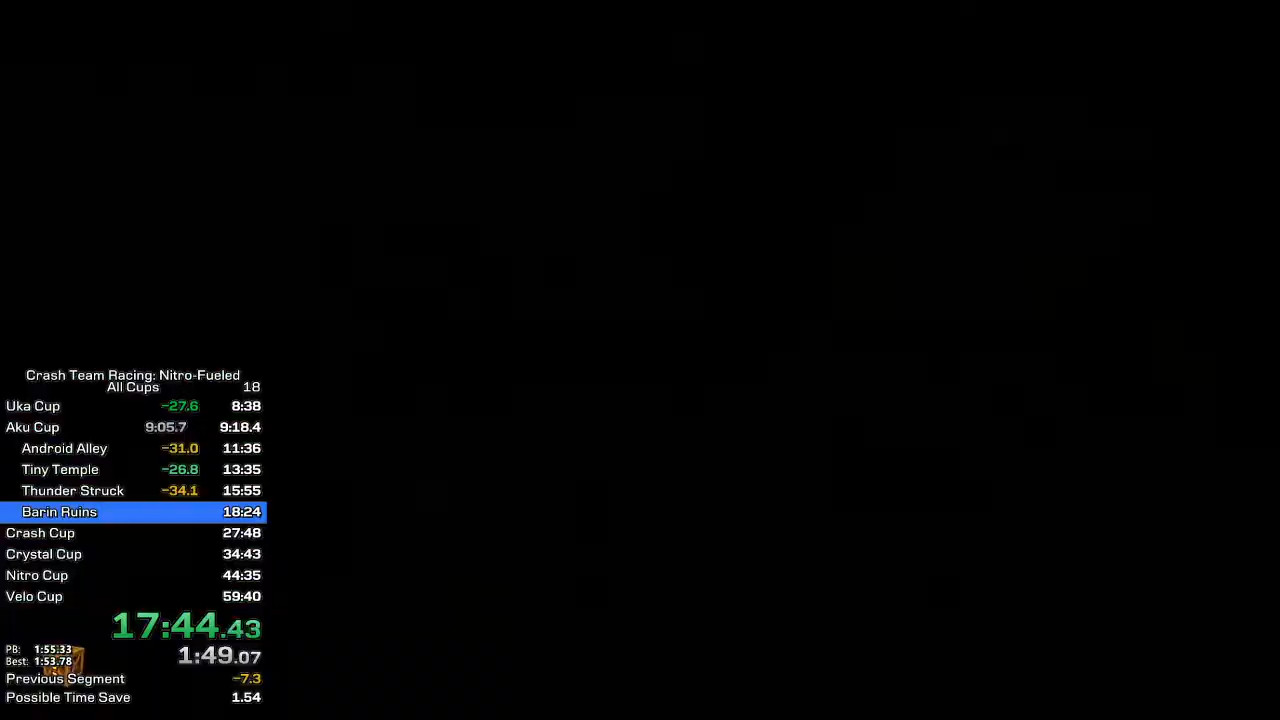 Crash Team Racing: Nitro-Fueled
All Cups 18
Uka Cup -27.6 8:38
Aku Cup 9:05.7 9:18.4
Android Alley -31.0 11:36
Tiny Temple -26.8 13:35
Thunder Struck -34.1 15:55
Barin Ruins 18:24
Crash Cup 27:48
Crystal Cup 34:43
Nitro Cup 44:35
Velo Cup 59:40
17:44.43
PB: 1:55.33
Best: 1:53.78
1:49.07
Previous Segment -7.3
Possible Time Save 1.54